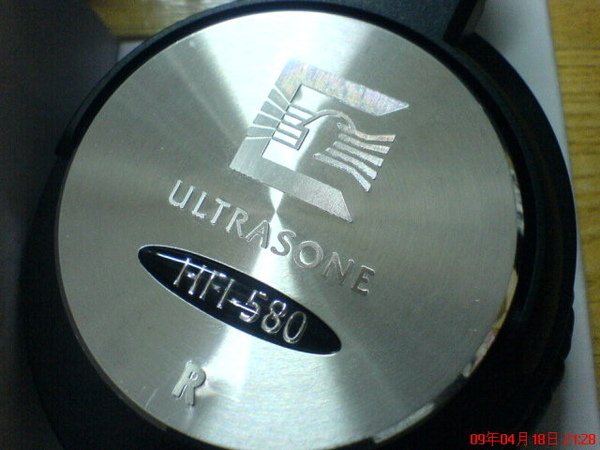 ULTRASONE
HFI-580
R
09年04月18日 21:28